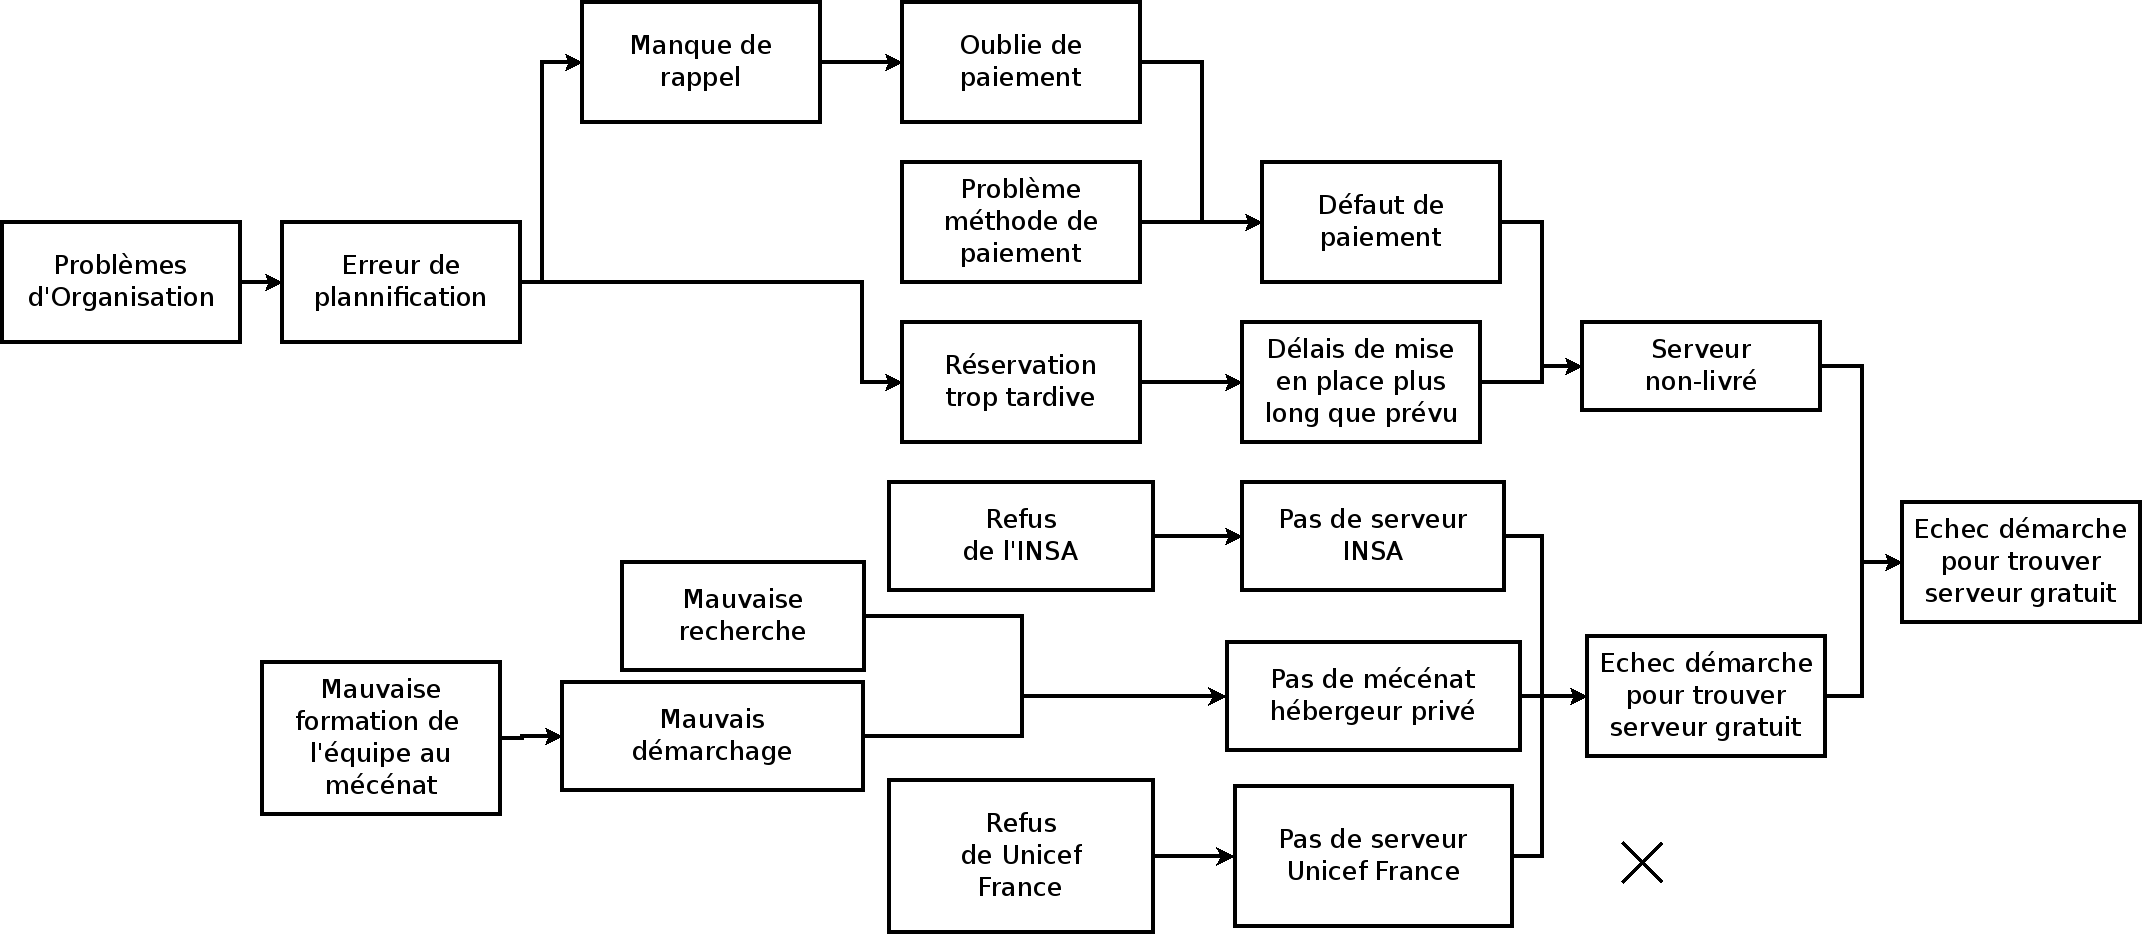 Manque de
rappel
Oublie de
paiement
Problème
méthode de
paiement
Défaut de
paiement
Problèmes
d'Organisation
Erreur de
plannification
Réservation
trop tardive
Délais de mise
en place plus
long que prévu
Serveur
non-livré
Refus
de l'INSA
Pas de serveur
INSA
Echec démarche
pour trouver
serveur gratuit
Mauvaise
recherche
Mauvaise
formation de
l'équipe au
mécénat
Mauvais
démarchage
Pas de mécénat
hébergeur privé
Echec démarche
pour trouver
serveur gratuit
Refus
de Unicef
France
Pas de serveur
Unicef France